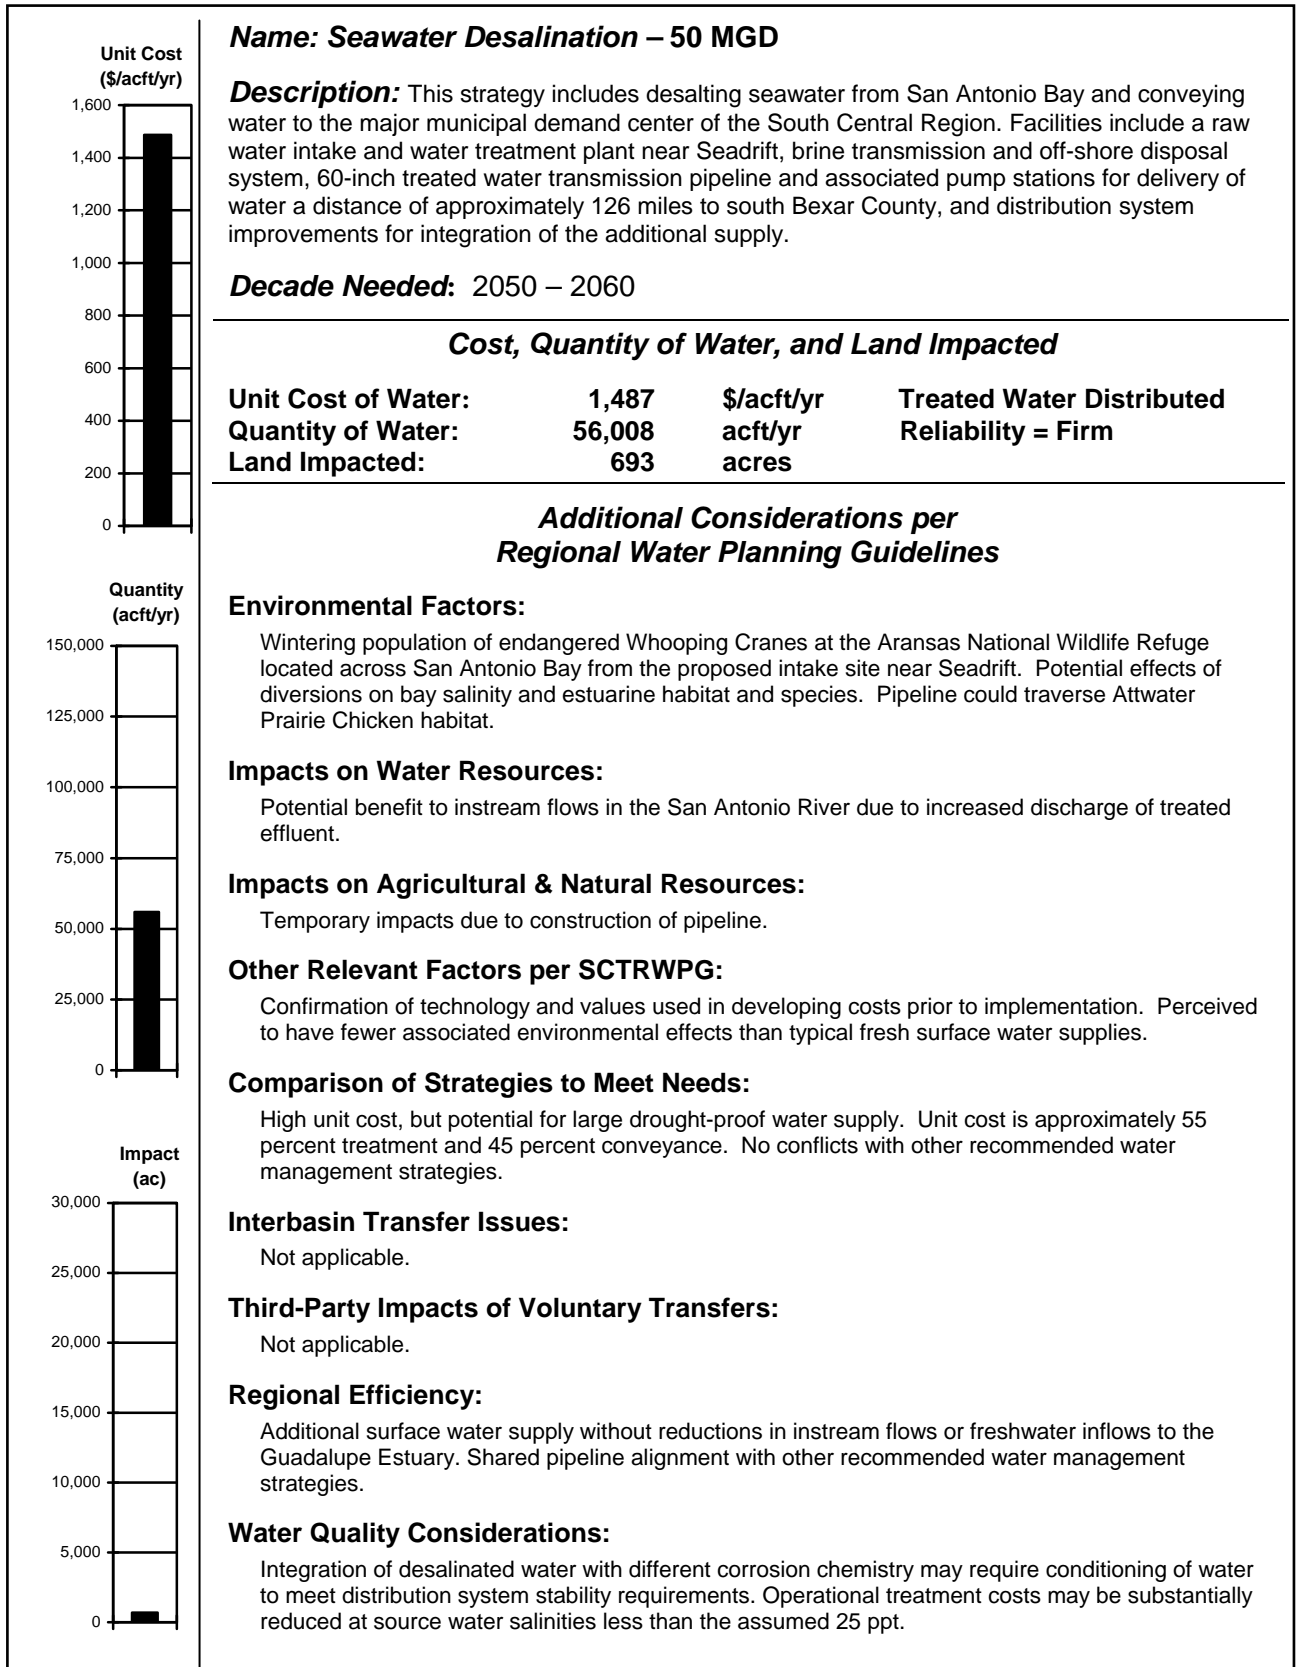 Unit Cost
($/acft/yr)
1,600
1,400
1,200
1,000
800
600
400
200
0
Quantity
(acft/yr)
150,000
125,000
100,000
75,000
50,000
25,000
0
Impact
(ac)
30,000
25,000
20,000
15,000
10,000
5,000
0
Name: Seawater Desalination – 50 MGD
Description: This strategy includes desalting seawater from San Antonio Bay and conveying
water to the major municipal demand center of the South Central Region. Facilities include a raw
water intake and water treatment plant near Seadrift, brine transmission and off-shore disposal
system, 60-inch treated water transmission pipeline and associated pump stations for delivery of
water a distance of approximately 126 miles to south Bexar County, and distribution system
improvements for integration of the additional supply.
Decade Needed: 2050 – 2060
Cost, Quantity of Water, and Land Impacted
Unit Cost of Water: 1,487 $/acft/yr Treated Water Distributed
Quantity of Water: 56,008 acft/yr Reliability = Firm
Land Impacted: 693 acres
Additional Considerations per
Regional Water Planning Guidelines
Environmental Factors:
Wintering population of endangered Whooping Cranes at the Aransas National Wildlife Refuge
located across San Antonio Bay from the proposed intake site near Seadrift. Potential effects of
diversions on bay salinity and estuarine habitat and species. Pipeline could traverse Attwater
Prairie Chicken habitat.
Impacts on Water Resources:
Potential benefit to instream flows in the San Antonio River due to increased discharge of treated
effluent.
Impacts on Agricultural & Natural Resources:
Temporary impacts due to construction of pipeline.
Other Relevant Factors per SCTRWPG:
Confirmation of technology and values used in developing costs prior to implementation. Perceived
to have fewer associated environmental effects than typical fresh surface water supplies.
Comparison of Strategies to Meet Needs:
High unit cost, but potential for large drought-proof water supply. Unit cost is approximately 55
percent treatment and 45 percent conveyance. No conflicts with other recommended water
management strategies.
Interbasin Transfer Issues:
Not applicable.
Third-Party Impacts of Voluntary Transfers:
Not applicable.
Regional Efficiency:
Additional surface water supply without reductions in instream flows or freshwater inflows to the
Guadalupe Estuary. Shared pipeline alignment with other recommended water management
strategies.
Water Quality Considerations:
Integration of desalinated water with different corrosion chemistry may require conditioning of water
to meet distribution system stability requirements. Operational treatment costs may be substantially
reduced at source water salinities less than the assumed 25 ppt.